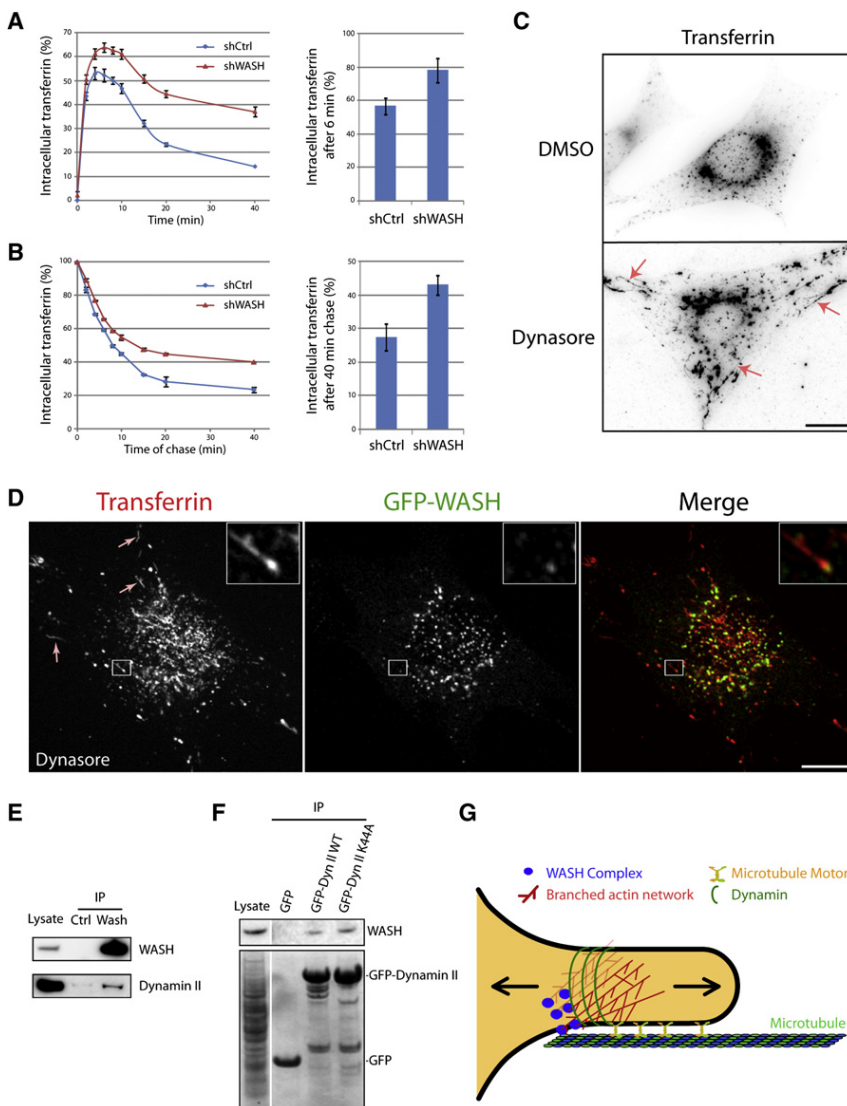 A
Intracellular transferrin (%)
70
60
50
40
30
20
10
0
shCtrl
shWASH
0
10
20
30
40
Time (min)
Intracellular transferrin
after 6 min (%)
100
80
60
40
20
0
shCtrl
shWASH
B
Intracellular transferrin (%)
100
80
60
40
20
0
shCtrl
shWASH
0
10
20
30
40
Time of chase (min)
Intracellular transferrin
after 40 min chase (%)
50
40
30
20
10
0
shCtrl
shWASH
C
Transferrin
DMSO
Dynasore
D
Transferrin
GFP-WASH
Merge
Dynasore
E
IP
Lysate
Ctrl
Wash
WASH
Dynamin II
F
IP
Lysate
GFP
GFP-Dyn II WT
GFP-Dyn II K44A
WASH
-GFP-Dynamin II
-GFP
G
WASH Complex
Microtubule Motor
Branched actin network
Dynamin
Microtubule